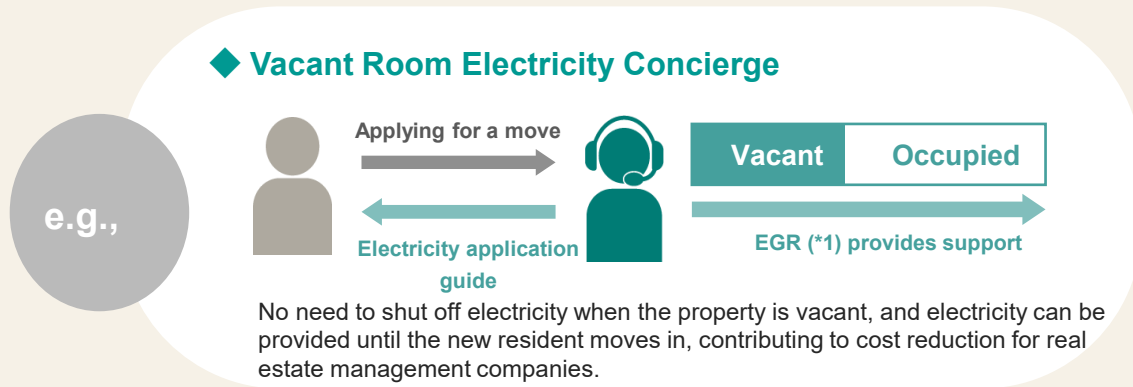 ◆ Vacant Room Electricity Concierge
e.g.,
Applying for a move
Electricity application
guide
Vacant
Occupied
EGR (*1) provides support
No need to shut off electricity when the property is vacant, and electricity can be
provided until the new resident moves in, contributing to cost reduction for real
estate management companies.